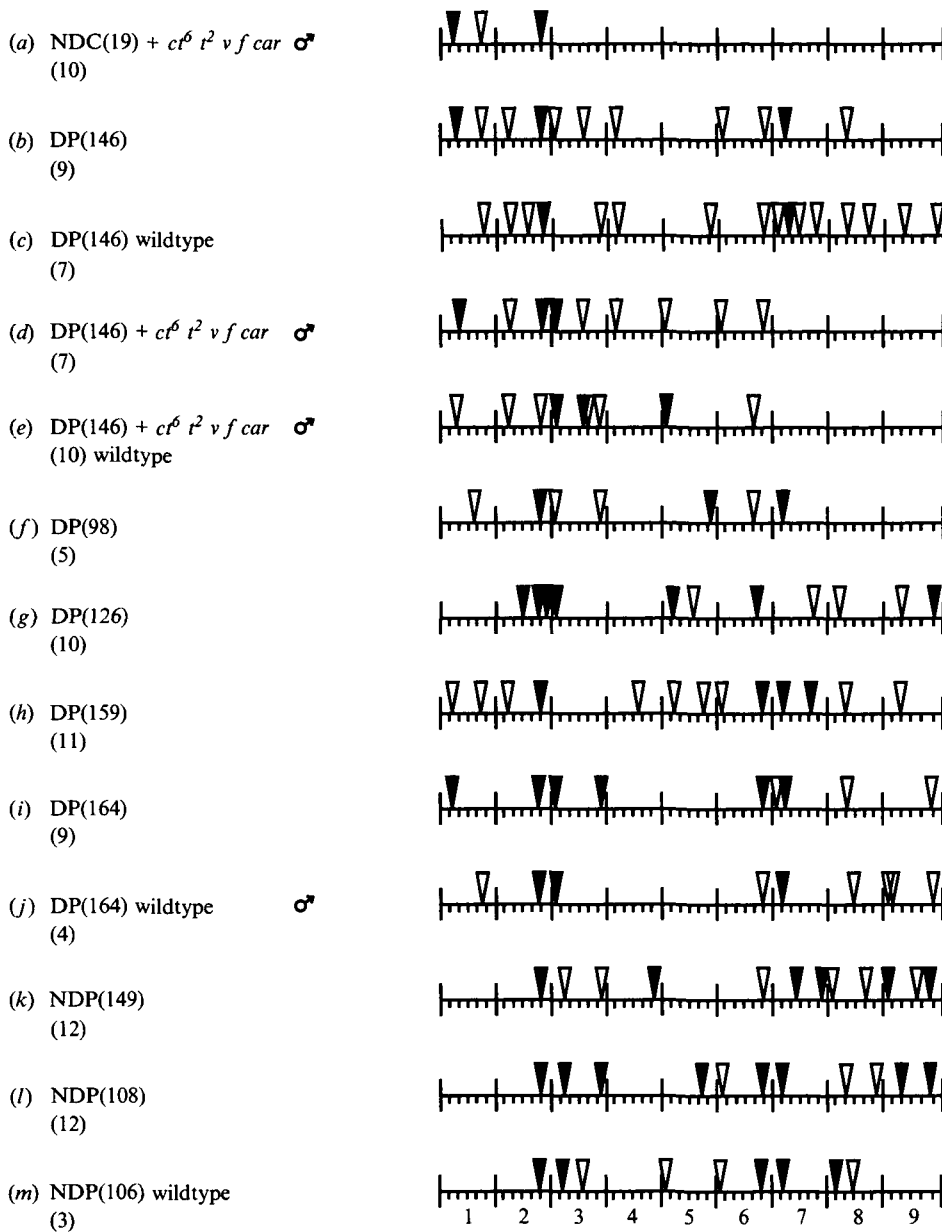 (a) NDC(19) + ct⁶ t² v f car ♂
(10)
(b) DP(146)
(9)
(c) DP(146) wildtype
(7)
(d) DP(146) + ct⁶ t² v f car ♂
(7)
(e) DP(146) + ct⁶ t² v f car ♂
(10) wildtype
(f) DP(98)
(5)
(g) DP(126)
(10)
(h) DP(159)
(11)
(i) DP(164)
(9)
(j) DP(164) wildtype ♂
(4)
(k) NDP(149)
(12)
(l) NDP(108)
(12)
(m) NDP(106) wildtype
(3)
1 2 3 4 5 6 7 8 9